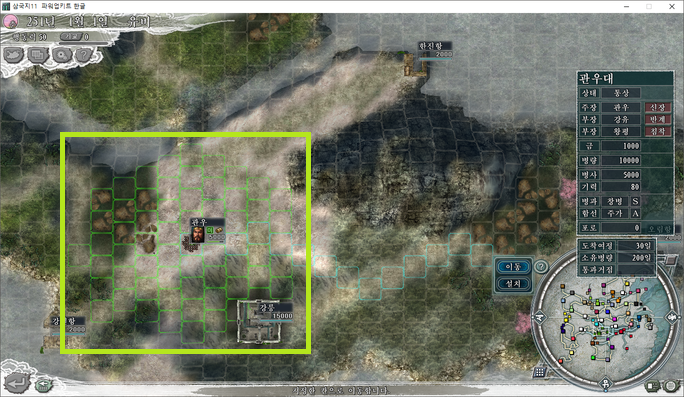 삼국지11 파워업키트 한글
251년 1월 1일 유비
50
한진항
2000
관우대
상태 통상
주장 관우 신장
부장 강유 반계
부장 황평 침착
금 1000
병량 10000
병사 5000
기력 80
병과 창병 S
함선 주가 A
포로 0
도착여정 30일
소유병량 200일
통과거점
관우
이동
?
설치
강릉
15000
2000